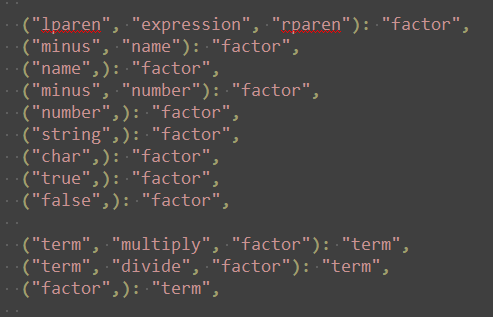 ("lparen", "expression", "rparen"): "factor",
("minus", "name"): "factor",
("name",): "factor",
("minus", "number"): "factor",
("number",): "factor",
("string",): "factor",
("char",): "factor",
("true",): "factor",
("false",): "factor",
("term", "multiply", "factor"): "term",
("term", "divide", "factor"): "term",
("factor",): "term",